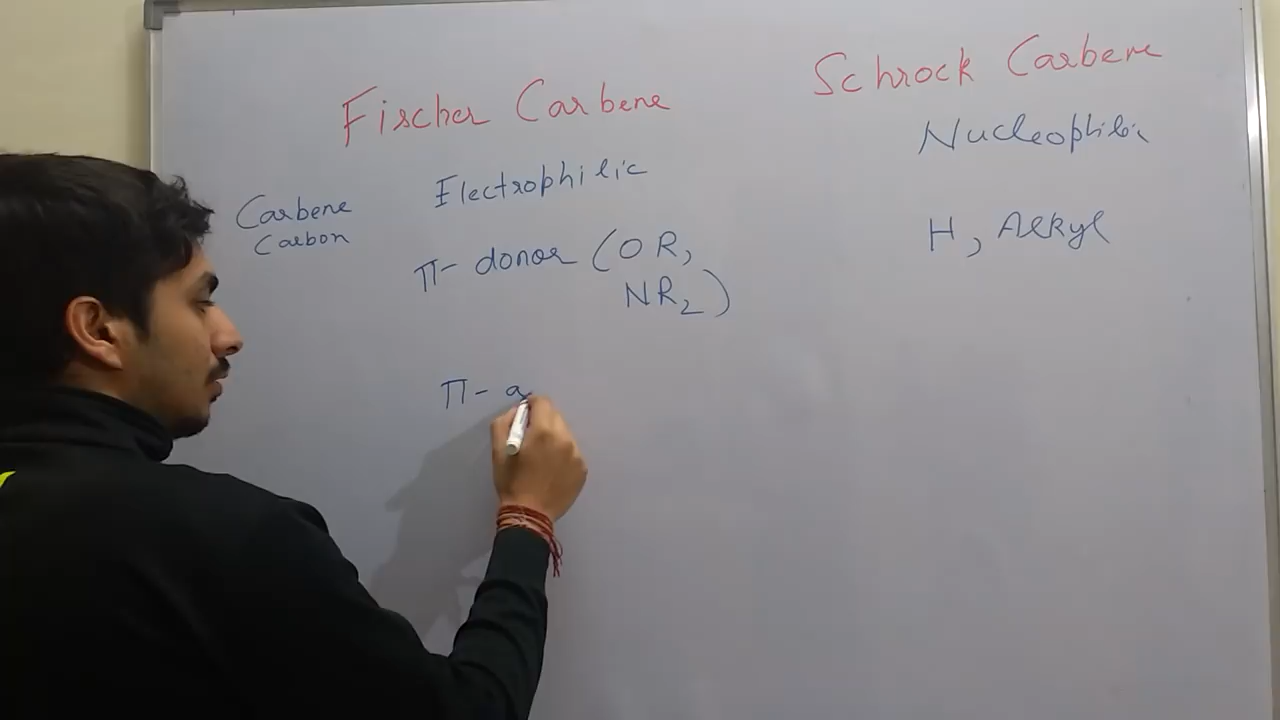 Fischer Carbene
Schrock Carbene
Nucleophilic
Carbene
Carbon
Electrophilic
π- donor (OR,
NR₂)
H, Alkyl
π- a